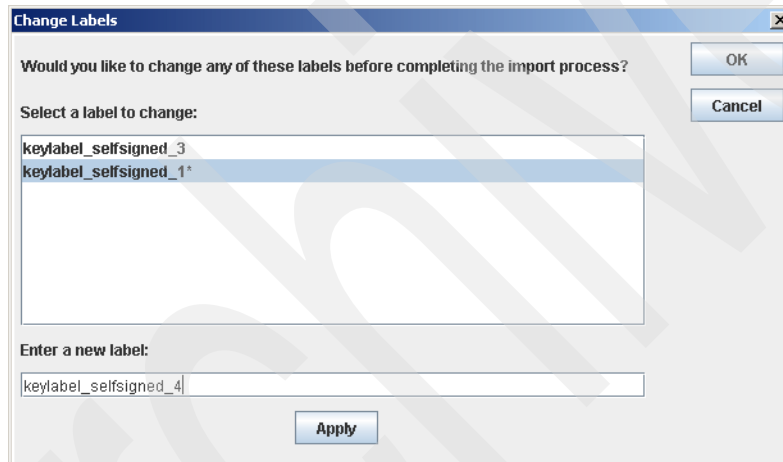 Change Labels
Would you like to change any of these labels before completing the import process?
OK
Cancel
Select a label to change:
keylabel_selfsigned_3
keylabel_selfsigned_1*
Enter a new label:
keylabel_selfsigned_4
Apply